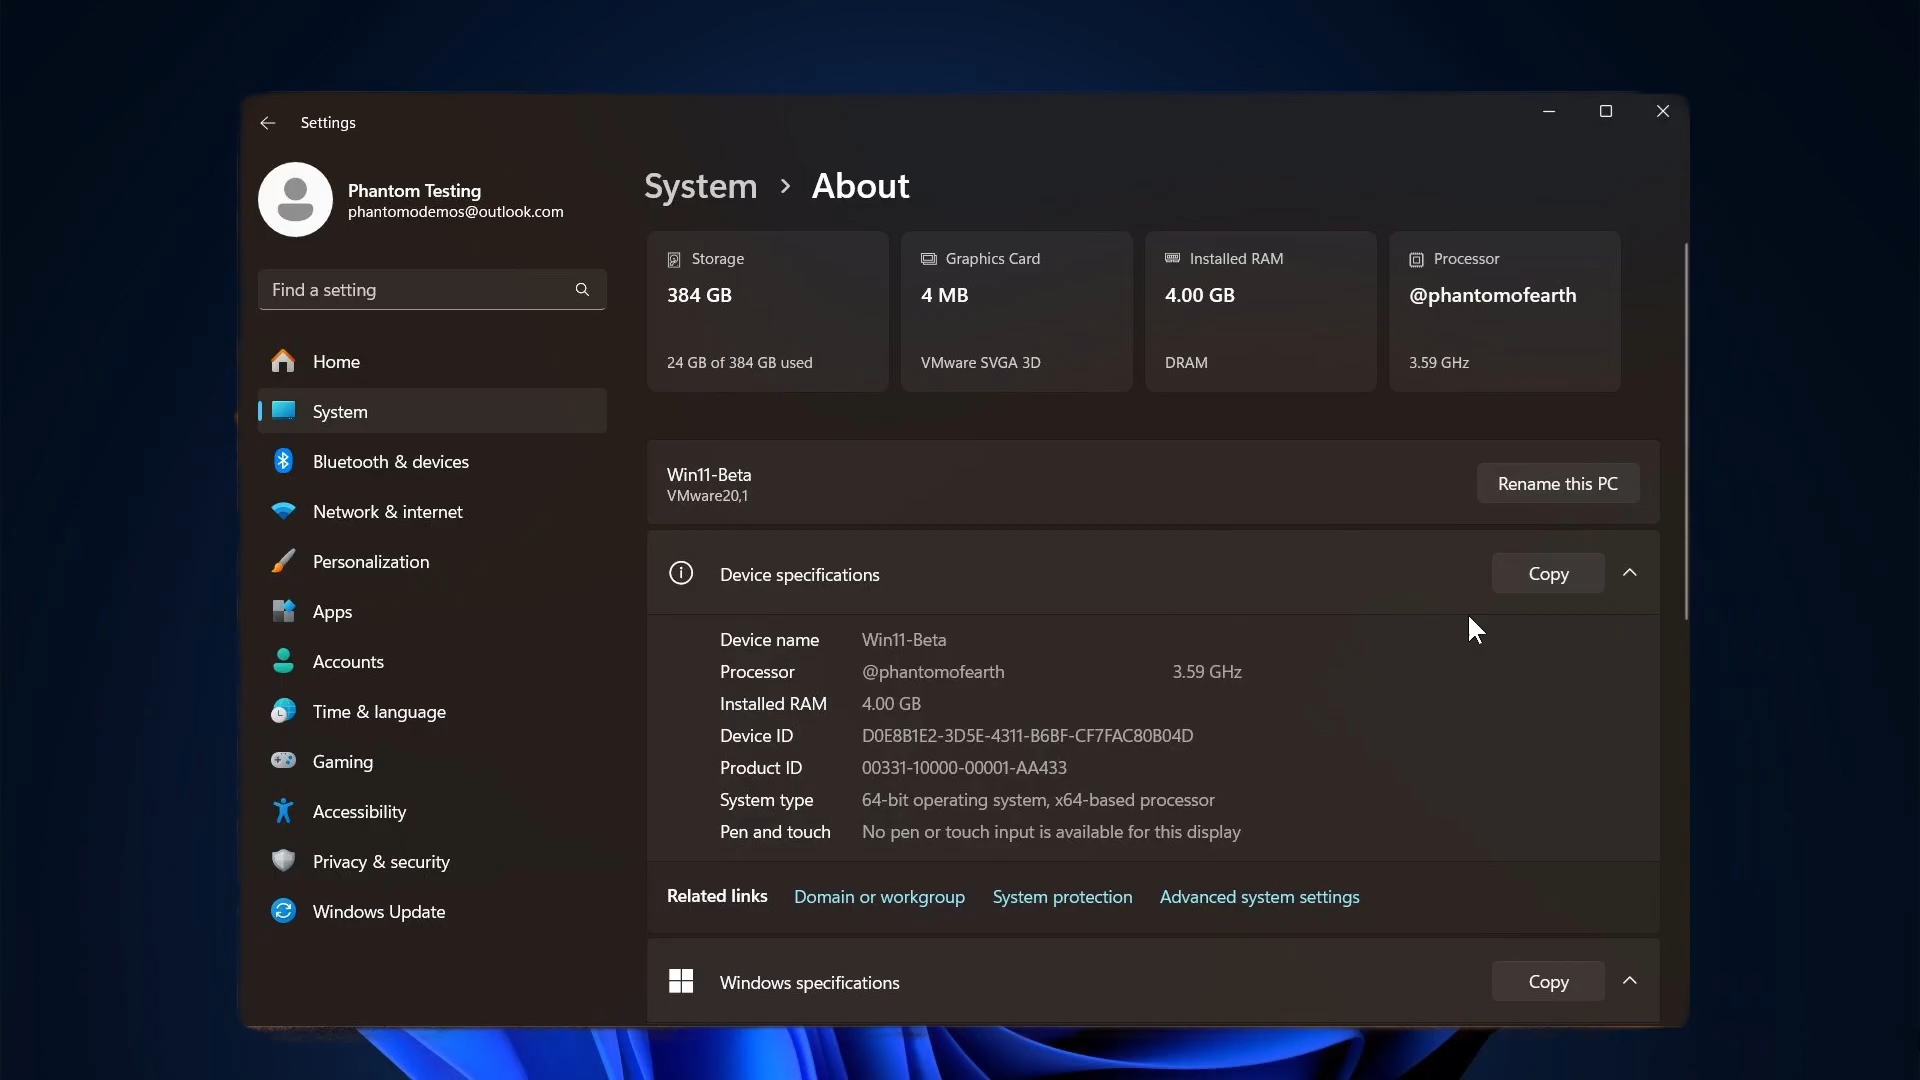 Settings
Phantom Testing
phantomodemos@outlook.com
Find a setting
Home
System
Bluetooth & devices
Network & internet
Personalization
Apps
Accounts
Time & language
Gaming
Accessibility
Privacy & security
Windows Update
System > About
Storage
384 GB
24 GB of 384 GB used
Graphics Card
4 MB
VMware SVGA 3D
Installed RAM
4.00 GB
DRAM
Processor
@phantomofearth
3.59 GHz
Win11-Beta
VMware20,1
Rename this PC
Device specifications
Copy
Device name Win11-Beta
Processor @phantomofearth 3.59 GHz
Installed RAM 4.00 GB
Device ID D0E8B1E2-3D5E-4311-B6BF-CF7FAC80B04D
Product ID 00331-10000-00001-AA433
System type 64-bit operating system, x64-based processor
Pen and touch No pen or touch input is available for this display
Related links Domain or workgroup System protection Advanced system settings
Windows specifications
Copy